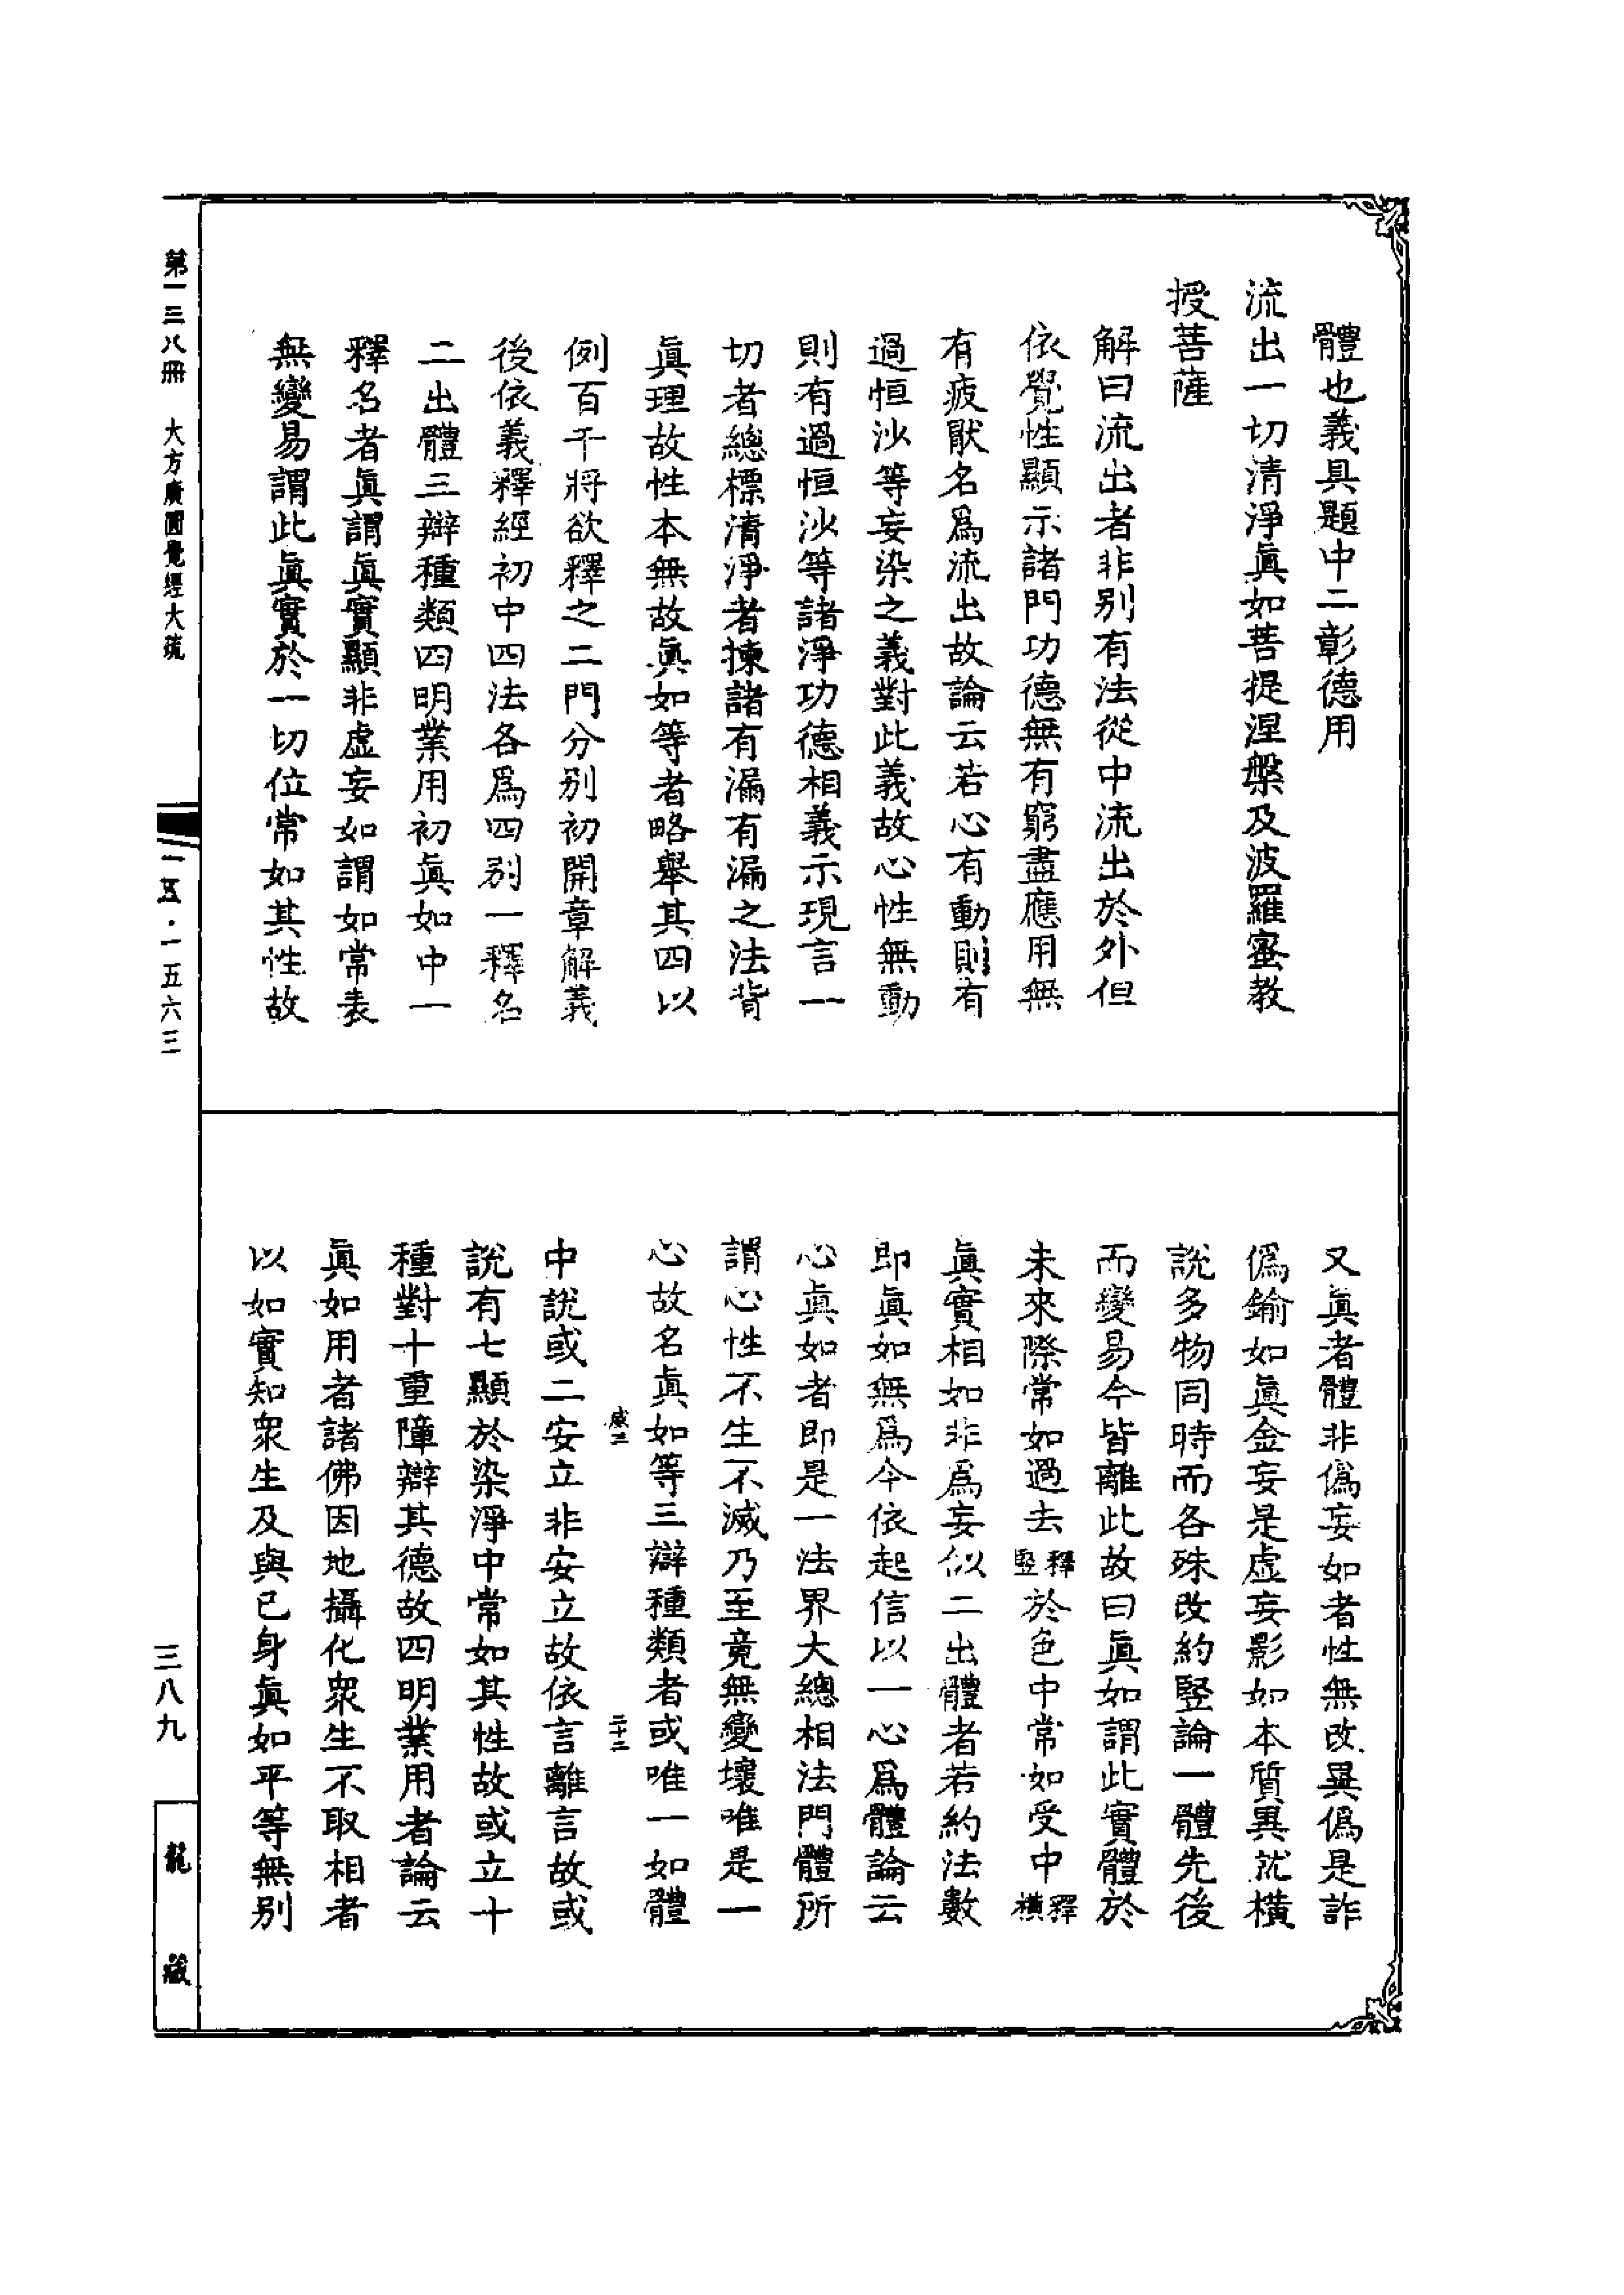 體也義具題中二彰德用
流出一切清淨眞如菩提涅槃及波羅蜜教
授菩薩
解曰流出者非别有法從中流出於外但
依覺性顯示諸門功德無有窮盡應用無
有疲厭名爲流出故論云若心有動則有
過恒沙等妄染之義對此義故心性無動
則有過恒沙等諸淨功德相義示現言一
切者總標清淨者揀諸有漏有漏之法背
眞理故性本無故眞如等者略舉其四以
例百千將欲釋之二門分别初開章解義
後依義釋經初中四法各爲四别一釋名
二出體三辯種類四明業用初眞如中一
釋名者眞謂眞實顯非虚妄如謂如常表
無變易謂此眞實於一切位常如其性故
又眞者體非僞妄如者性無改異僞是詐
僞鍮如眞金妄是虚妄影如本質異就橫
說多物同時而各殊改約竪論一體先後
而變易今皆離此故曰眞如謂此實體於
未來際常如過去釋竪於色中常如受中釋橫
眞實相如非爲妄似二出體者若約法數
即眞如無爲今依起信以一心爲體論云
心眞如者即是一法界大總相法門體所
謂心性不生不滅乃至竟無變壞唯是一
心故名眞如等三辯種類者或唯一如體
感二 二十二
中說或二安立非安立故依言離言故或
說有七顯於染淨中常如其性故或立十
種對十重障辯其德故四明業用者論云
眞如用者諸佛因地攝化衆生不取相者
以如實知衆生及與已身眞如平等無别
第一三八冊 大方廣圓覺經大疏
一五·一五六三
三八九
龍藏